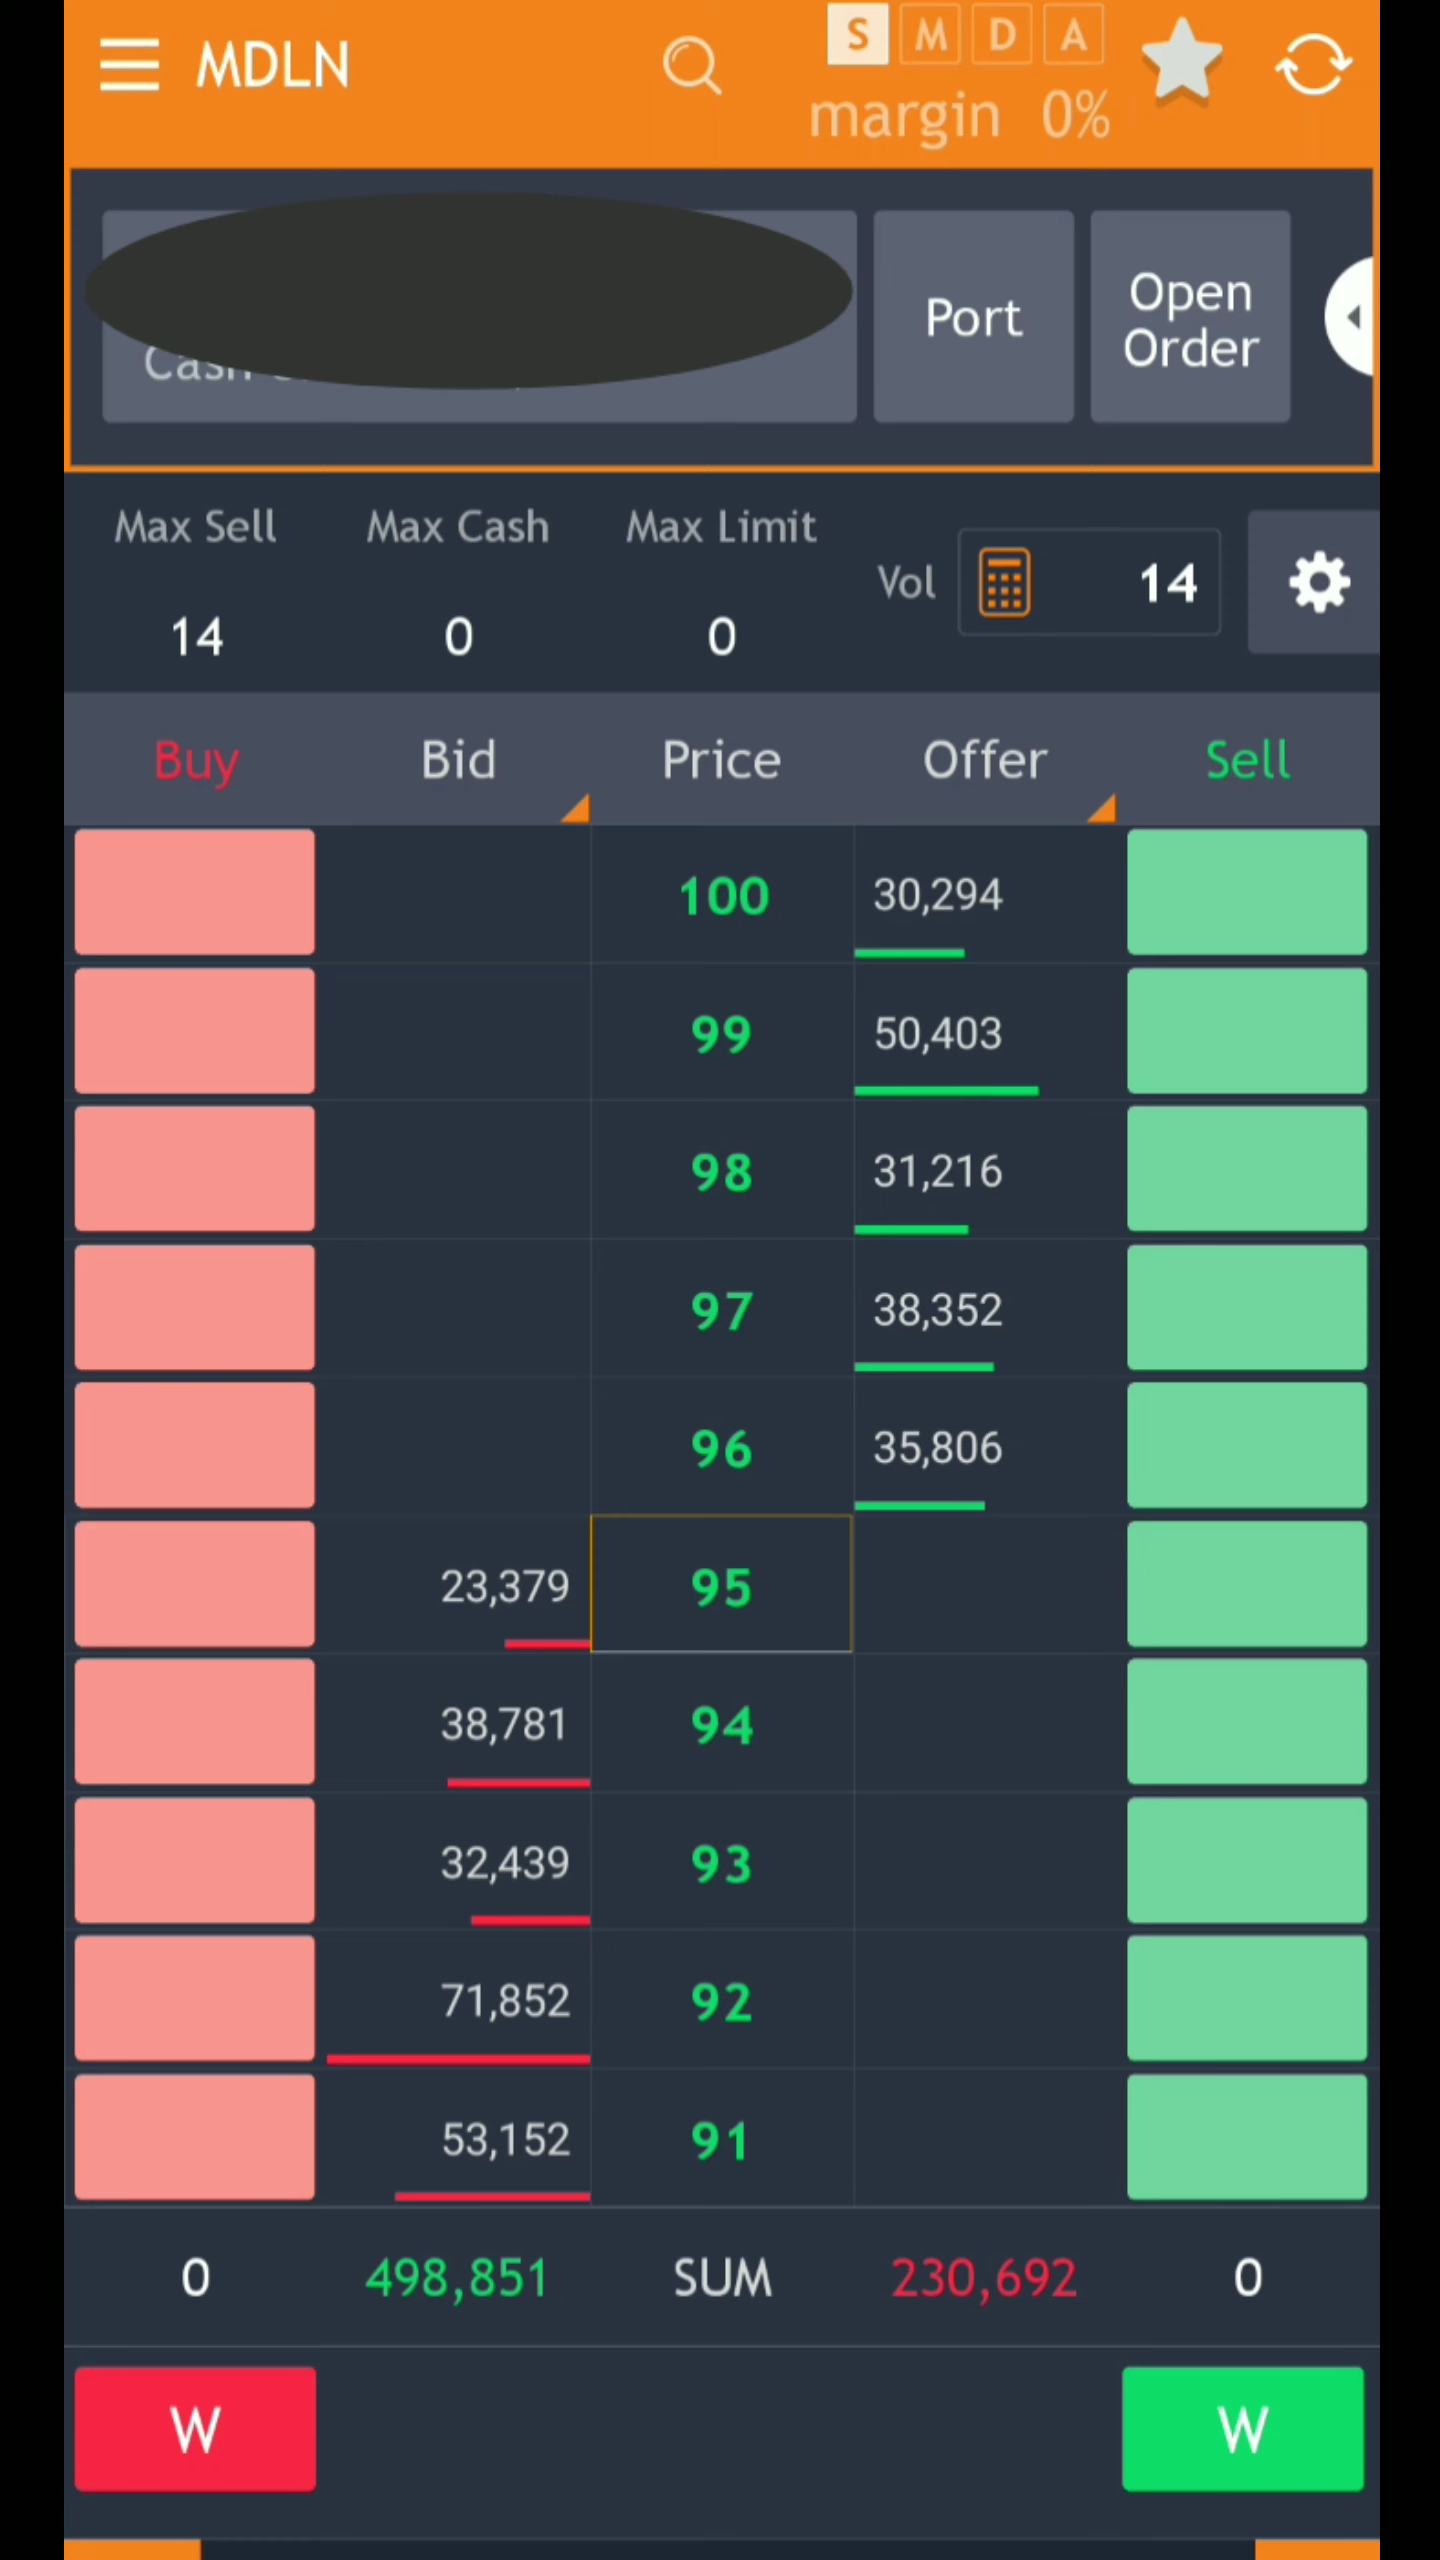 MDLN S M D A
margin 0%
Port Open Order
Max Sell Max Cash Max Limit Vol 14
14 0 0
Buy Bid Price Offer Sell
100 30,294
99 50,403
98 31,216
97 38,352
96 35,806
23,379 95
38,781 94
32,439 93
71,852 92
53,152 91
0 498,851 SUM 230,692 0
W W